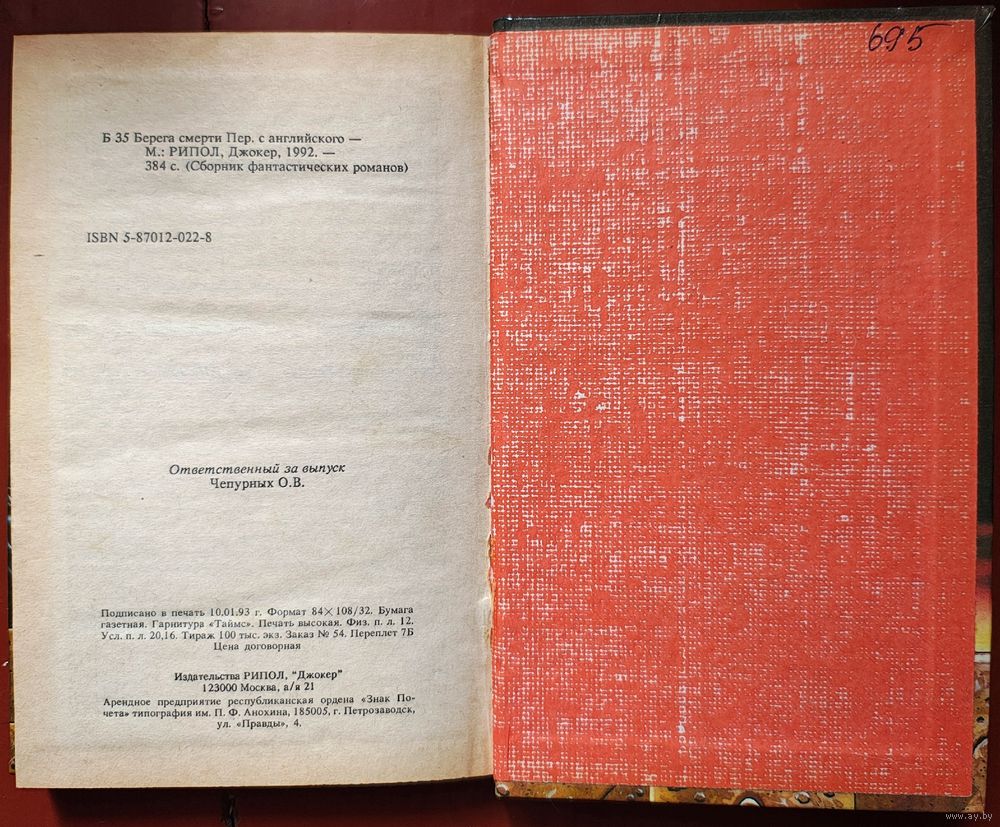 Б 35 Берега смерти Пер. с английского —
М.: РИПОЛ, Джокер, 1992. —
384 с. (Сборник фантастических романов)
ISBN 5-87012-022-8
Ответственный за выпуск
Чепурных О.В.
Подписано в печать 10.01.93 г. Формат 84×108/32. Бумага
газетная. Гарнитура «Таймс». Печать высокая. Физ. п. л. 12.
Усл. п. л. 20,16. Тираж 100 тыс. экз. Заказ № 54. Переплет 7Б
Цена договорная
Издательства РИПОЛ, "Джокер"
123000 Москва, а/я 21
Арендное предприятие республиканская ордена «Знак По-
чета» типография им. П. Ф. Анохина, 185005, г. Петрозаводск,
ул. «Правды», 4.
695
www.ay.by